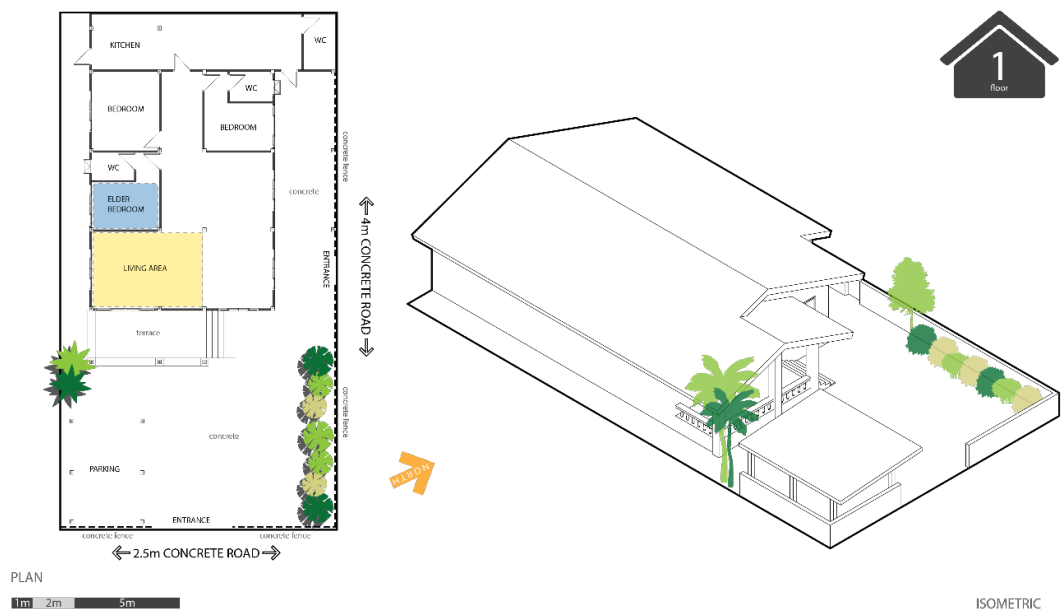 KITCHEN
WC
BEDROOM
WC
BEDROOM
WC
ELDER
BEDROOM
LIVING AREA
terrace
concrete
concrete fence
ENTRANCE
4m CONCRETE ROAD
concrete fence
concrete
PARKING
ENTRANCE
concrete fence
concrete fence
2.5m CONCRETE ROAD
NORTH
PLAN
1m 2m 5m
1
floor
ISOMETRIC